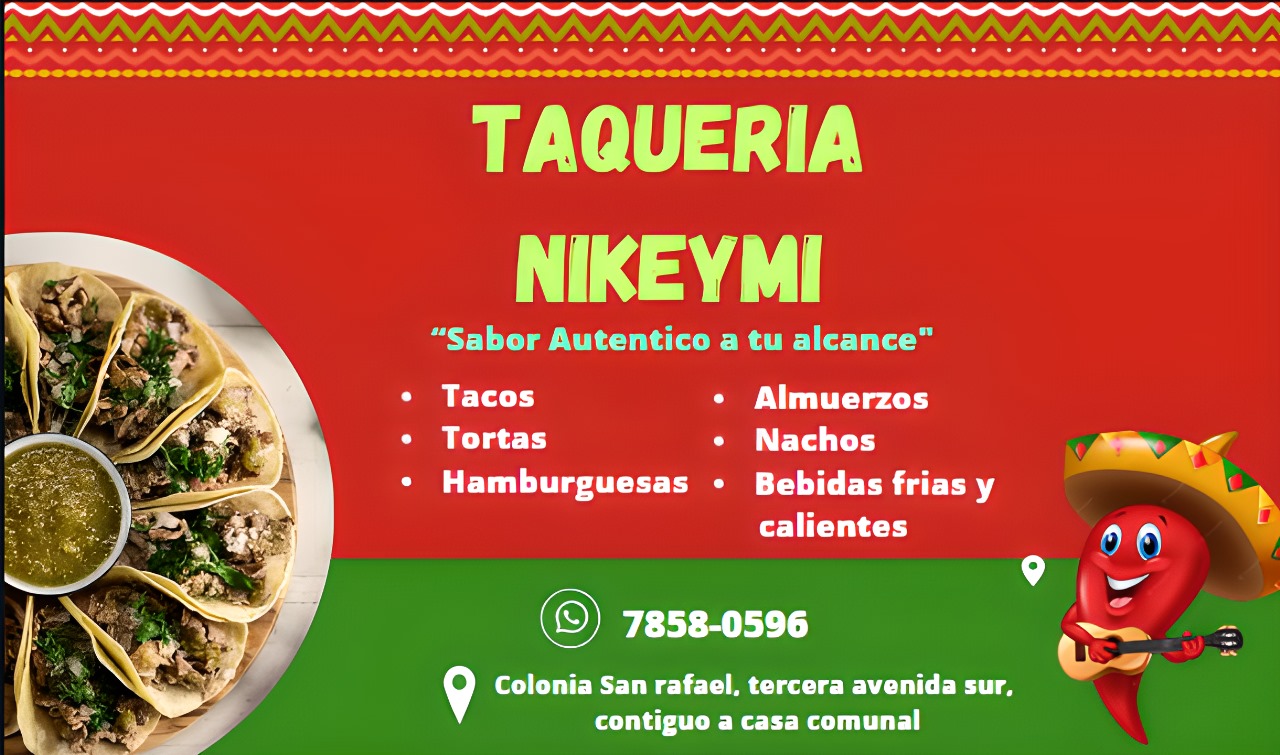 TAQUERIA
NIKEYMI
“Sabor Autentico a tu alcance"
• Tacos
• Tortas
• Hamburguesas
• Almuerzos
• Nachos
• Bebidas frias y
calientes
7858-0596
Colonia San rafael, tercera avenida sur,
contiguo a casa comunal